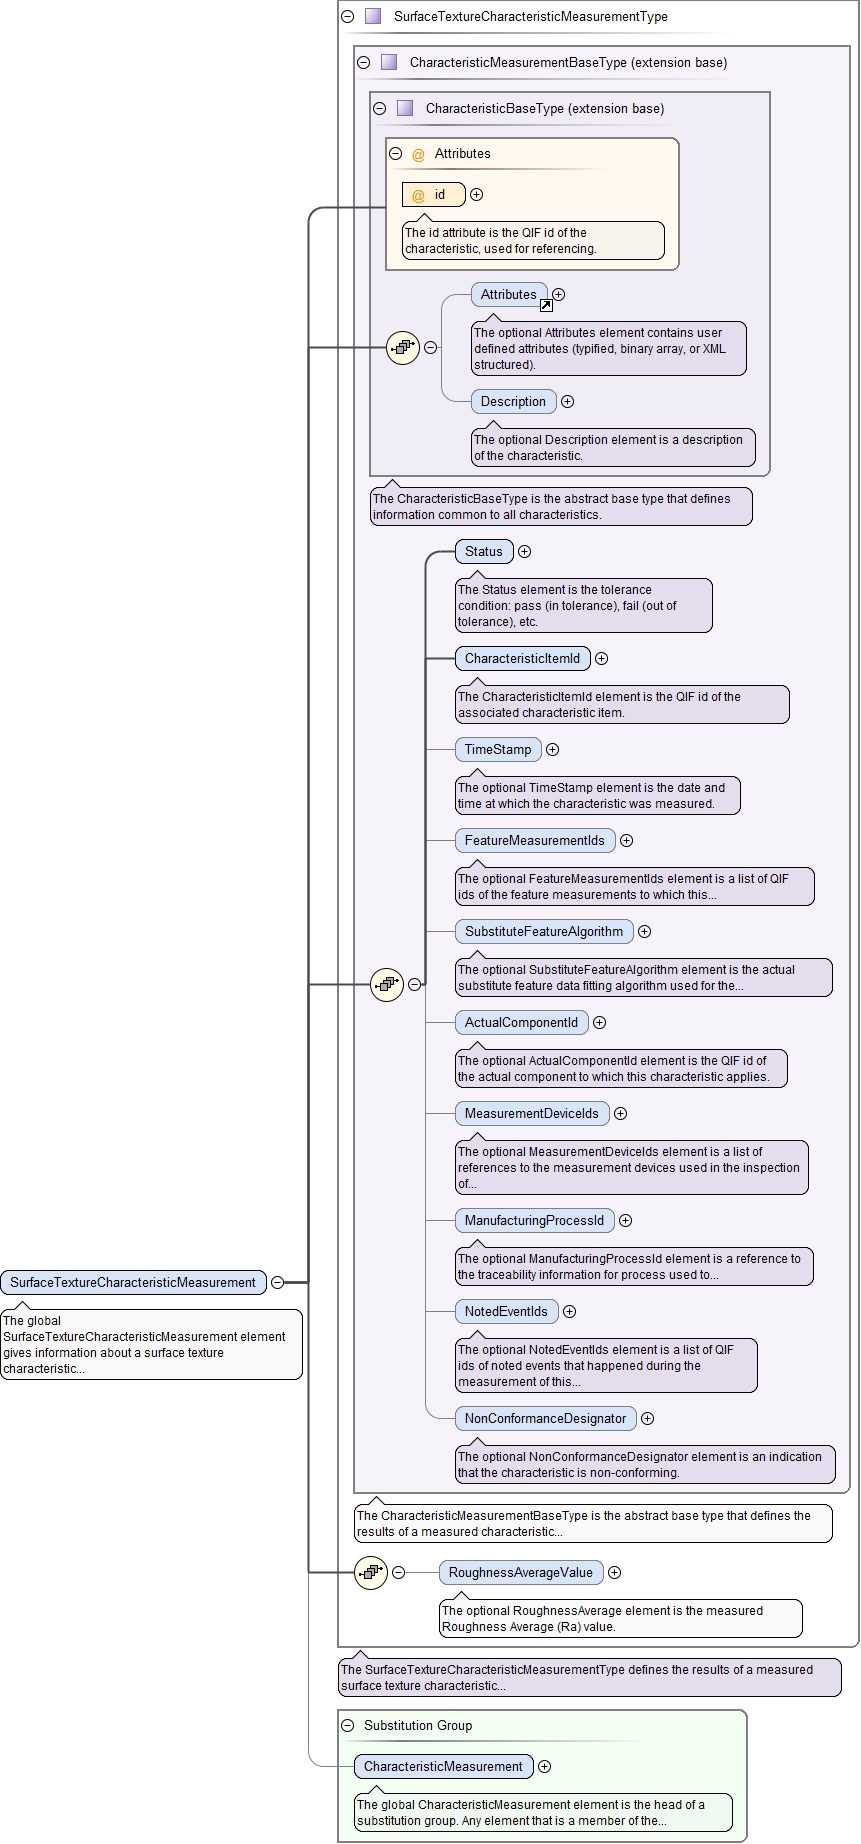 SurfaceTextureCharacteristicMeasurementType
CharacteristicMeasurementBaseType (extension base)
CharacteristicBaseType (extension base)
@ Attributes
@ id
The id attribute is the QIF id of the
characteristic, used for referencing.
Attributes
The optional Attributes element contains user
defined attributes (typified, binary array, or XML
structured).
Description
The optional Description element is a description
of the characteristic.
The CharacteristicBaseType is the abstract base type that defines
information common to all characteristics.
Status
The Status element is the tolerance
condition: pass (in tolerance), fail (out of
tolerance), etc.
CharacteristicItemId
The CharacteristicItemId element is the QIF id of the
associated characteristic item.
TimeStamp
The optional TimeStamp element is the date and
time at which the characteristic was measured.
FeatureMeasurementIds
The optional FeatureMeasurementIds element is a list of QIF
ids of the feature measurements to which this...
SubstituteFeatureAlgorithm
The optional SubstituteFeatureAlgorithm element is the actual
substitute feature data fitting algorithm used for the...
ActualComponentId
The optional ActualComponentId element is the QIF id of
the actual component to which this characteristic applies.
MeasurementDeviceIds
The optional MeasurementDeviceIds element is a list of
references to the measurement devices used in the inspection
of...
ManufacturingProcessId
The optional ManufacturingProcessId element is a reference to
the traceability information for process used to...
SurfaceTextureCharacteristicMeasurement
The global
SurfaceTextureCharacteristicMeasurement element
gives information about a surface texture
characteristic...
NotedEventIds
The optional NotedEventIds element is a list of QIF
ids of noted events that happened during the
measurement of this...
NonConformanceDesignator
The optional NonConformanceDesignator element is an indication
that the characteristic is non-conforming.
The CharacteristicMeasurementBaseType is the abstract base type that defines the
results of a measured characteristic...
RoughnessAverageValue
The optional RoughnessAverage element is the measured
Roughness Average (Ra) value.
The SurfaceTextureCharacteristicMeasurementType defines the results of a measured
surface texture characteristic...
Substitution Group
CharacteristicMeasurement
The global CharacteristicMeasurement element is the head of a
substitution group. Any element that is a member of the...